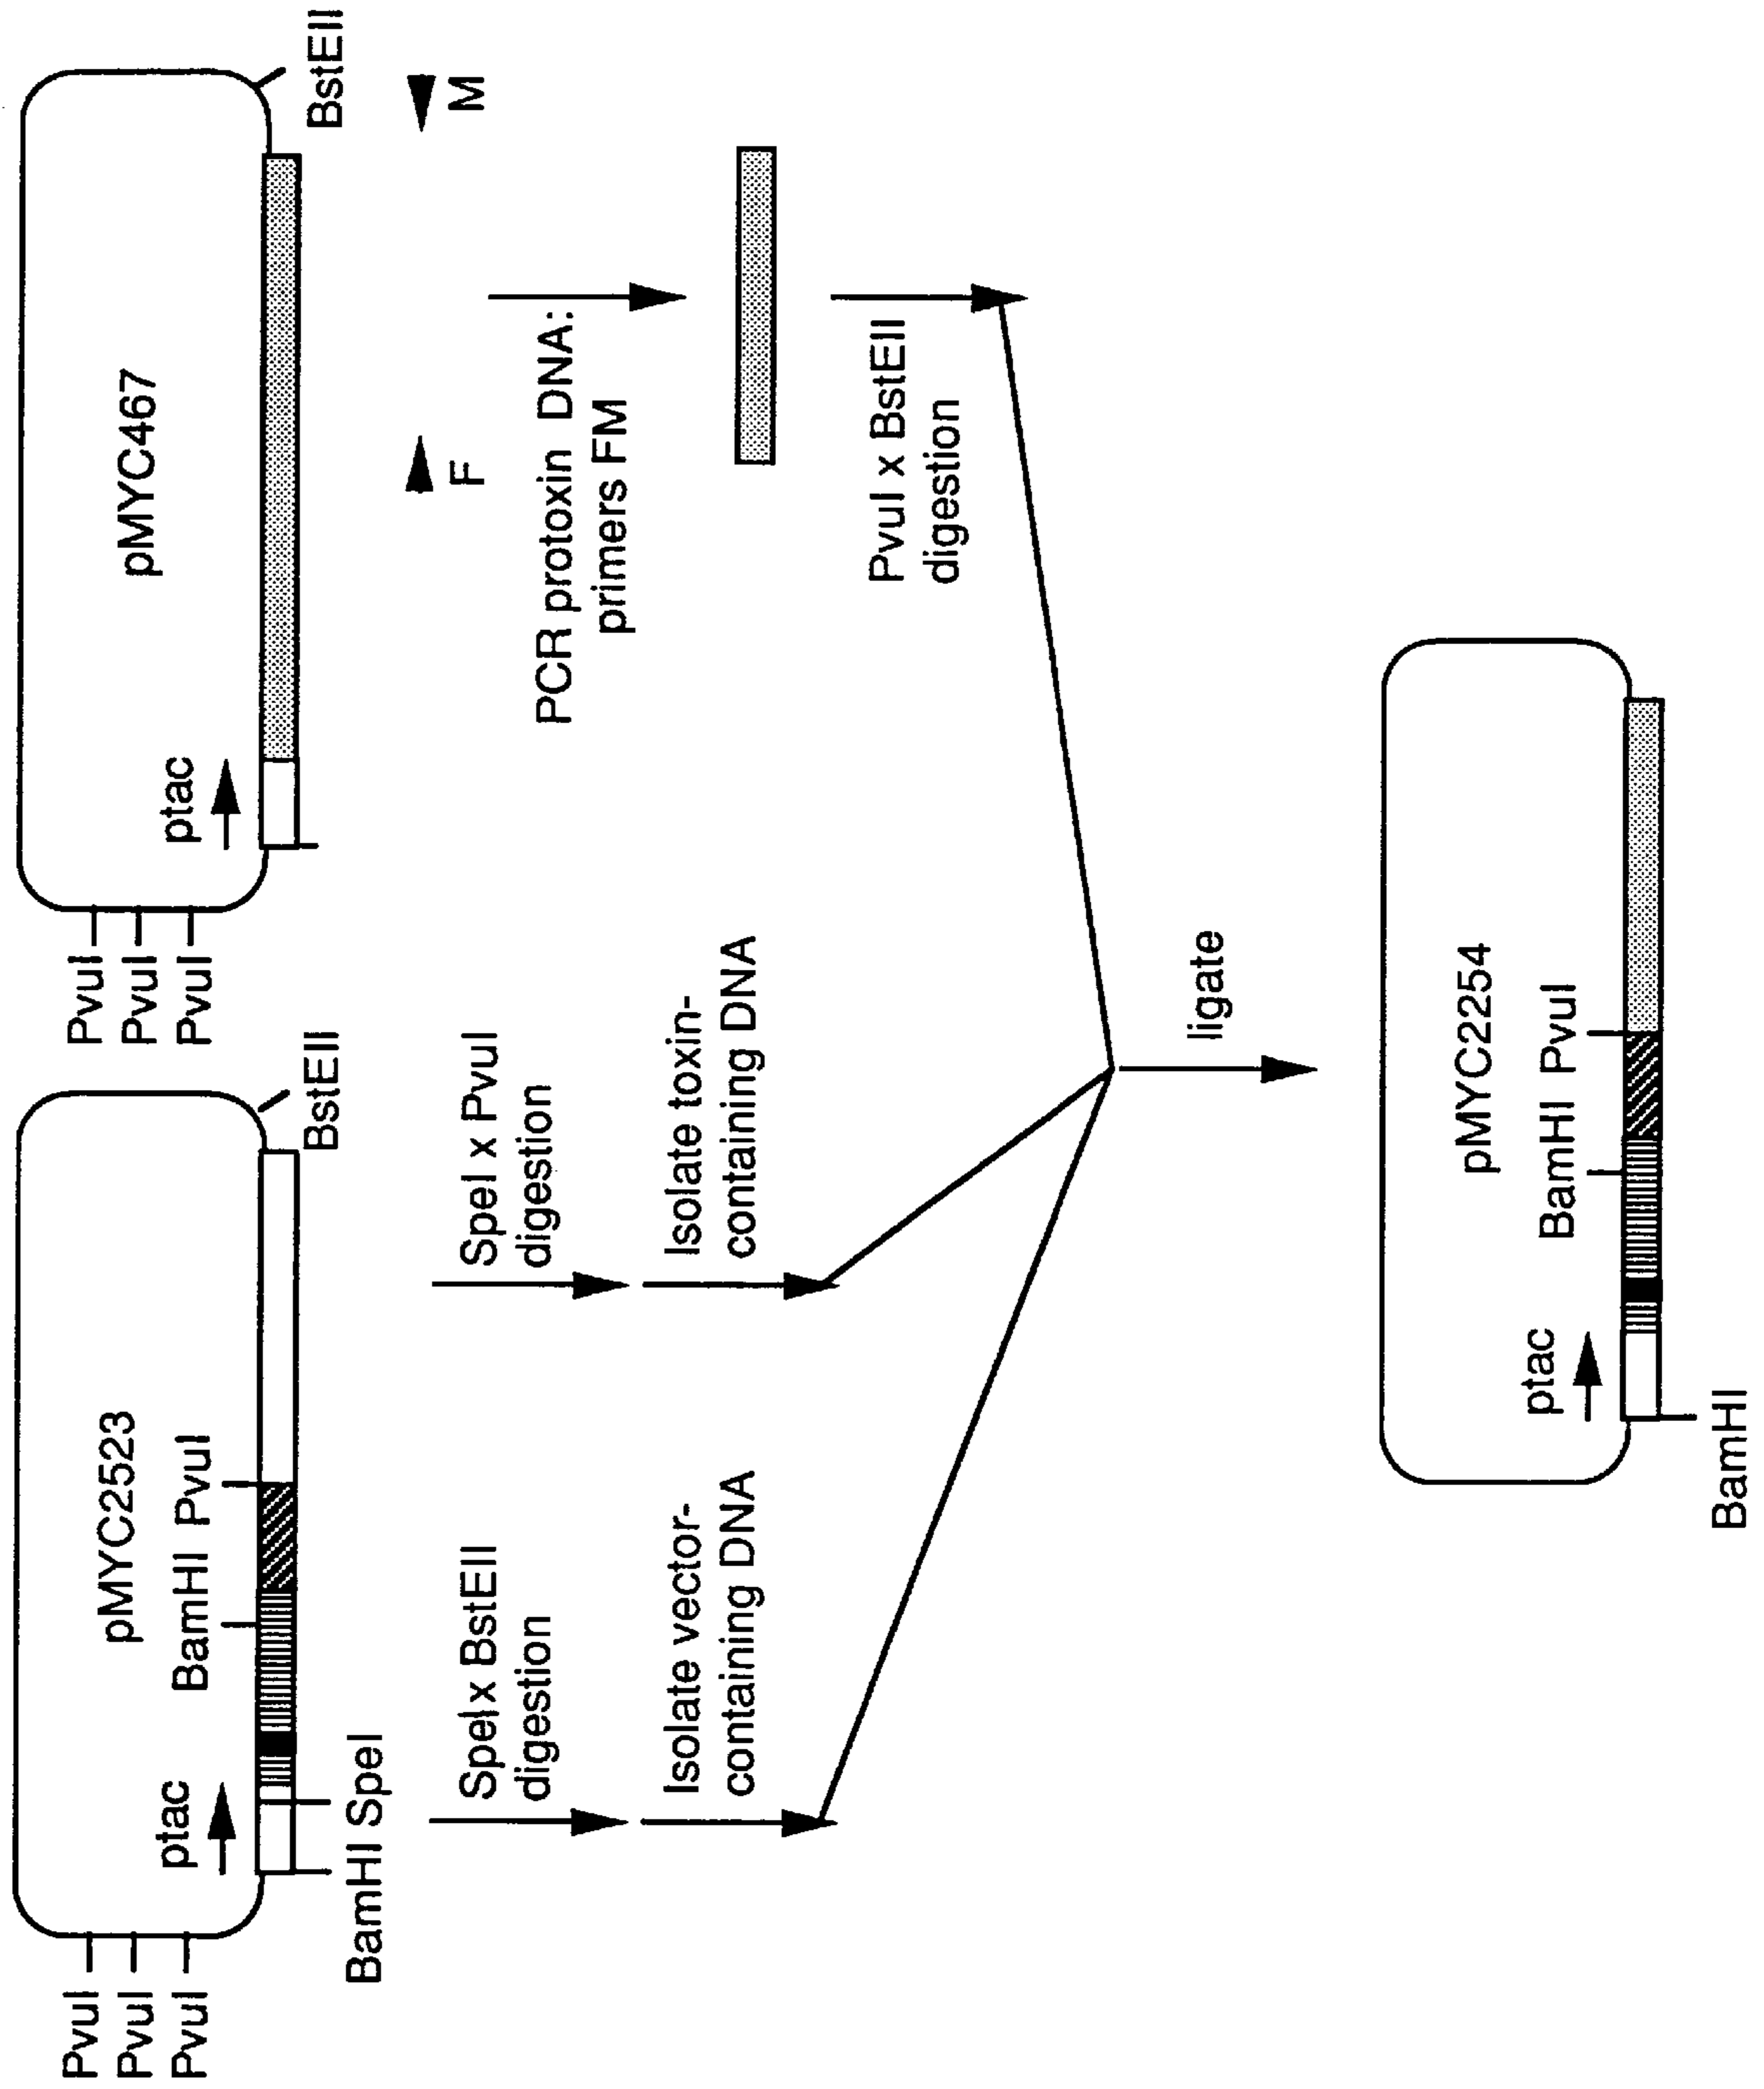 pMYC2523
PvuI
PvuI
PvuI
ptac
BamHI PvuI
BamHI SpeI
BstEII
pMYC467
PvuI
PvuI
PvuI
ptac
BstEII
F
M
SpeI x BstEII
digestion
Isolate vector-
containing DNA
SpeI x PvuI
digestion
Isolate toxin-
containing DNA
PCR protoxin DNA:
primers FM
PvuI x BstEII
digestion
ligate
pMYC2254
ptac
BamHI PvuI
BamHI